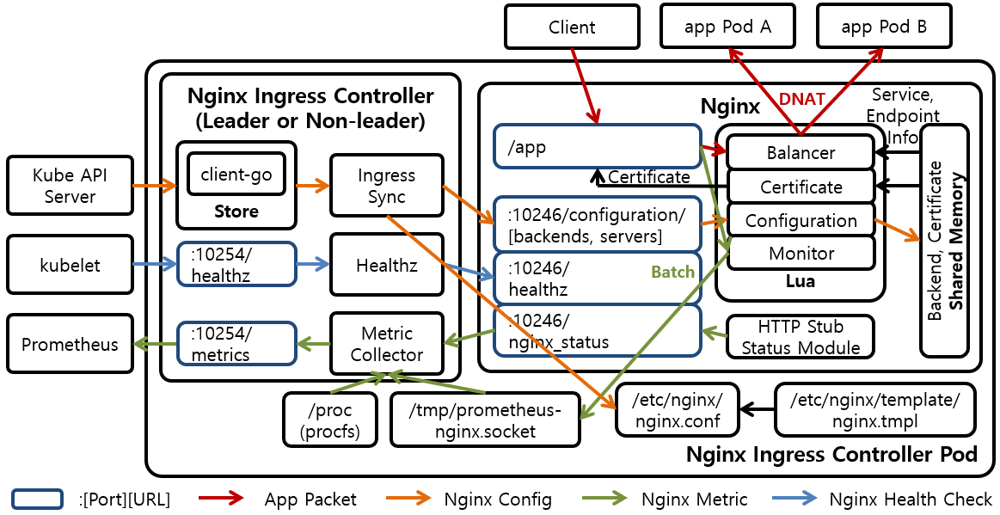 Client
app Pod A
app Pod B
Nginx Ingress Controller
(Leader or Non-leader)
Nginx
DNAT
Service,
Endpoint
Info
Kube API
Server
client-go
Store
Ingress
Sync
/app
Certificate
Balancer
Certificate
Configuration
Monitor
Lua
Backend, Certificate
Shared Memory
:10246/configuration/
[backends, servers]
kubelet
:10254/
healthz
Healthz
:10246/
healthz
Batch
Prometheus
:10254/
metrics
Metric
Collector
:10246/
nginx_status
HTTP Stub
Status Module
/proc
(procfs)
/tmp/prometheus-
nginx.socket
/etc/nginx/
nginx.conf
/etc/nginx/template/
nginx.tmpl
Nginx Ingress Controller Pod
:[Port][URL]
App Packet
Nginx Config
Nginx Metric
Nginx Health Check